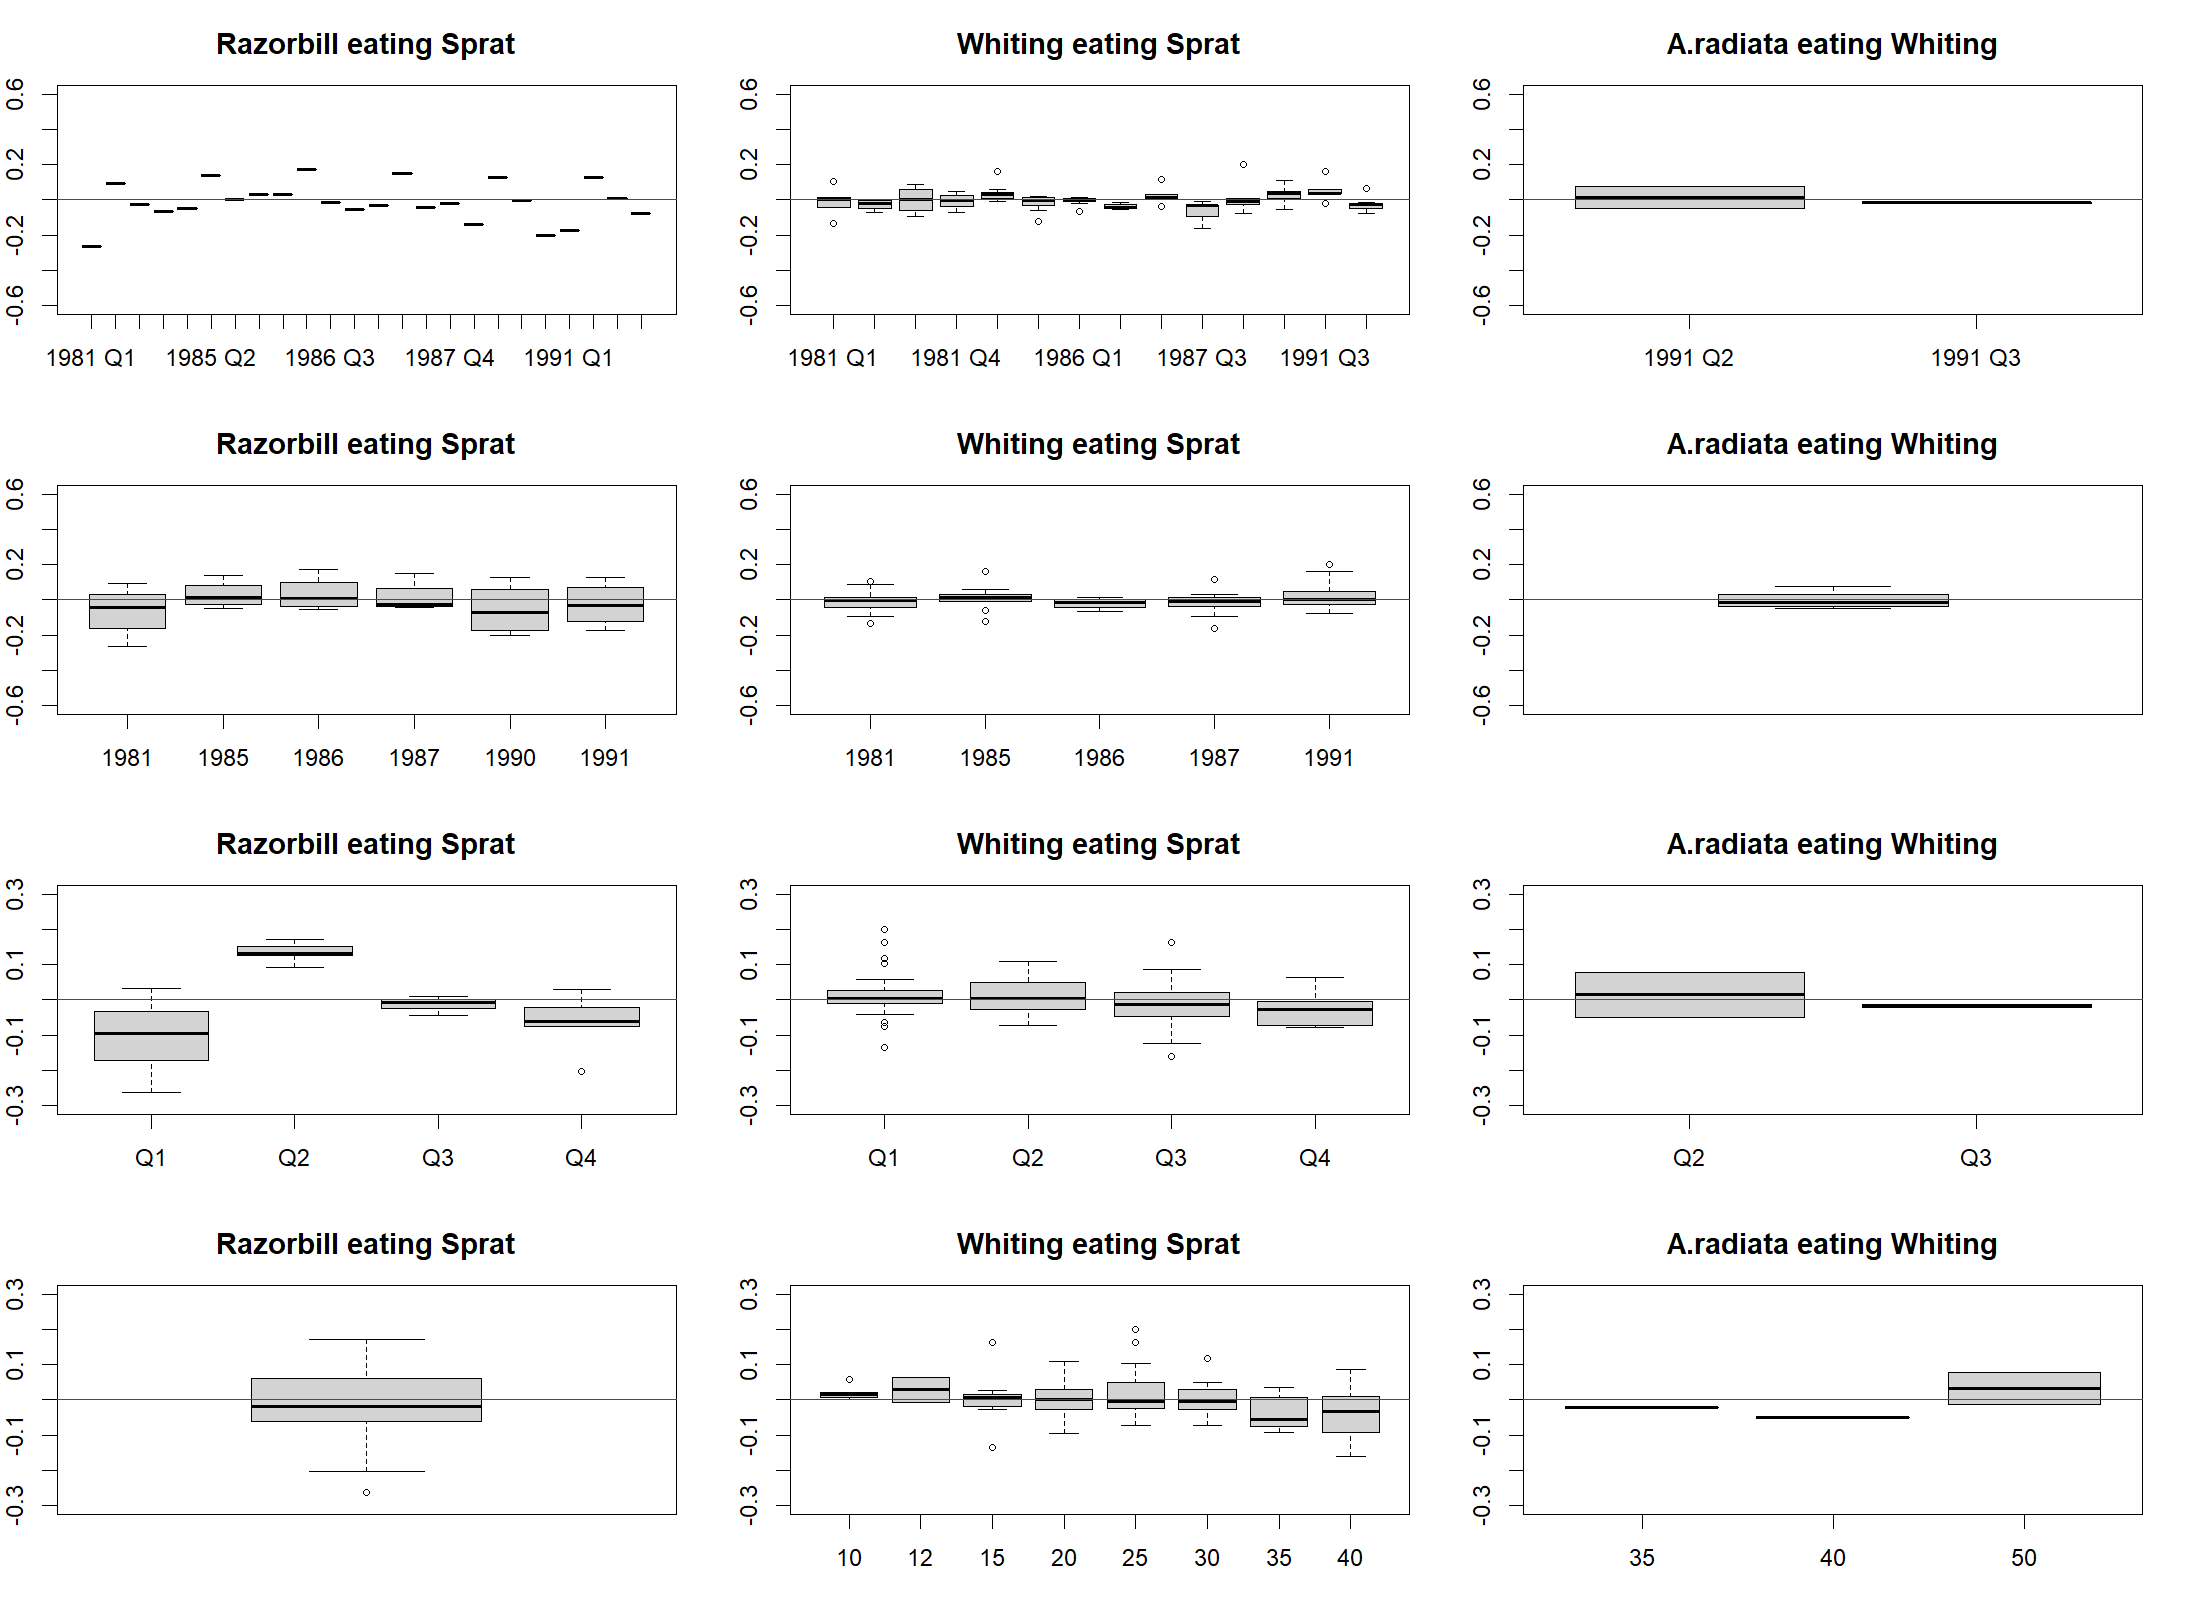 Razorbill eating Sprat
0.6
0.2
-0.2
-0.6
1981 Q1 1985 Q2 1986 Q3 1987 Q4 1991 Q1
Whiting eating Sprat
0.6
0.2
-0.2
-0.6
1981 Q1 1981 Q4 1986 Q1 1987 Q3 1991 Q3
A.radiata eating Whiting
0.6
0.2
-0.2
-0.6
1991 Q2 1991 Q3
Razorbill eating Sprat
0.6
0.2
-0.2
-0.6
1981 1985 1986 1987 1990 1991
Whiting eating Sprat
0.6
0.2
-0.2
-0.6
1981 1985 1986 1987 1991
A.radiata eating Whiting
0.6
0.2
-0.2
-0.6
Razorbill eating Sprat
0.3
0.1
-0.1
-0.3
Q1 Q2 Q3 Q4
Whiting eating Sprat
0.3
0.1
-0.1
-0.3
Q1 Q2 Q3 Q4
A.radiata eating Whiting
0.3
0.1
-0.1
-0.3
Q2 Q3
Razorbill eating Sprat
0.3
0.1
-0.1
-0.3
Whiting eating Sprat
0.3
0.1
-0.1
-0.3
10 12 15 20 25 30 35 40
A.radiata eating Whiting
0.3
0.1
-0.1
-0.3
35 40 50